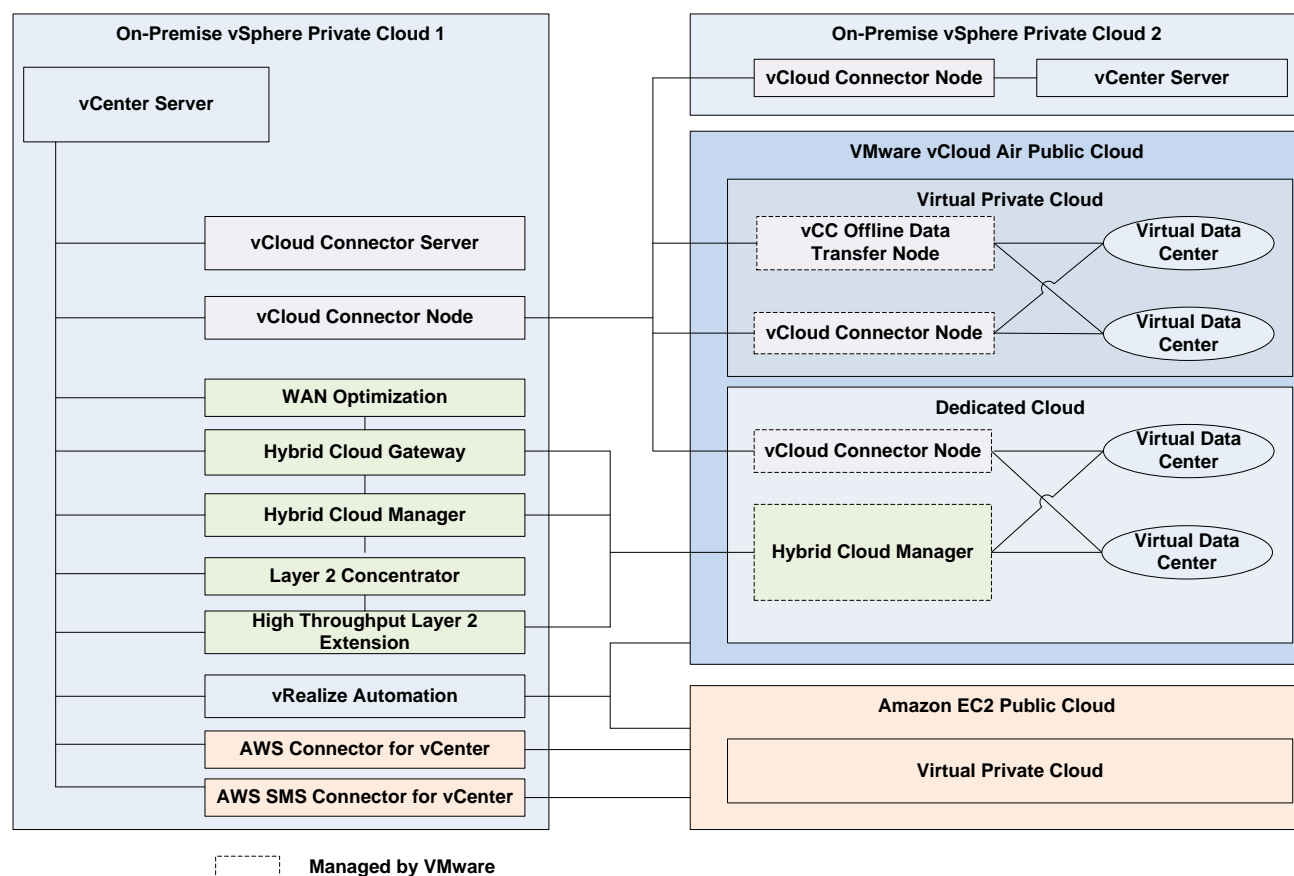 On-Premise vSphere Private Cloud 1
vCenter Server
vCloud Connector Server
vCloud Connector Node
WAN Optimization
Hybrid Cloud Gateway
Hybrid Cloud Manager
Layer 2 Concentrator
High Throughput Layer 2
Extension
vRealize Automation
AWS Connector for vCenter
AWS SMS Connector for vCenter
On-Premise vSphere Private Cloud 2
vCloud Connector Node
vCenter Server
VMware vCloud Air Public Cloud
Virtual Private Cloud
vCC Offline Data
Transfer Node
Virtual Data
Center
vCloud Connector Node
Virtual Data
Center
Dedicated Cloud
vCloud Connector Node
Virtual Data
Center
Hybrid Cloud Manager
Virtual Data
Center
Amazon EC2 Public Cloud
Virtual Private Cloud
Managed by VMware